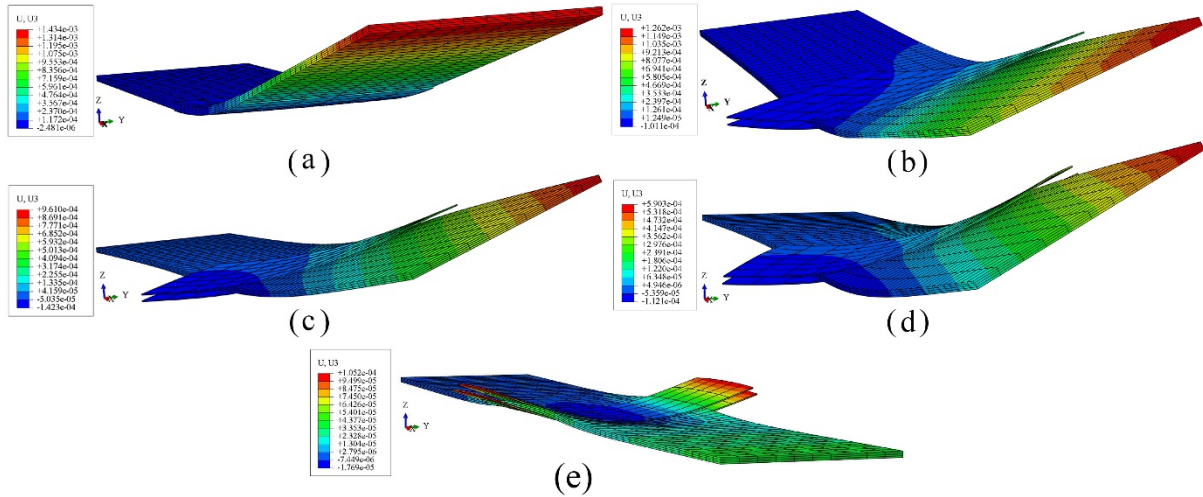 U, U3
+1.434e-03
+1.314e-03
+1.195e-03
+1.075e-03
+9.553e-04
+8.356e-04
+7.159e-04
+5.961e-04
+4.764e-04
+3.567e-04
+2.370e-04
+1.172e-04
-2.481e-06
Z
Y
X
(a)
U, U3
+1.262e-03
+1.149e-03
+1.035e-03
+9.213e-04
+8.077e-04
+6.941e-04
+5.805e-04
+4.669e-04
+3.533e-04
+2.397e-04
+1.261e-04
+1.249e-05
-1.011e-04
Z
Y
X
(b)
U, U3
+9.610e-04
+8.691e-04
+7.771e-04
+6.852e-04
+5.932e-04
+5.013e-04
+4.094e-04
+3.174e-04
+2.255e-04
+1.335e-04
+4.159e-05
-5.035e-05
-1.423e-04
Z
Y
X
(c)
U, U3
+5.903e-04
+5.318e-04
+4.732e-04
+4.147e-04
+3.562e-04
+2.976e-04
+2.391e-04
+1.806e-04
+1.220e-04
+6.348e-05
+4.946e-06
-5.359e-05
-1.121e-04
Z
Y
X
(d)
U, U3
+1.052e-04
+9.499e-05
+8.475e-05
+7.450e-05
+6.426e-05
+5.401e-05
+4.377e-05
+3.353e-05
+2.328e-05
+1.304e-05
+2.795e-06
-7.449e-06
-1.769e-05
Z
Y
X
(e)